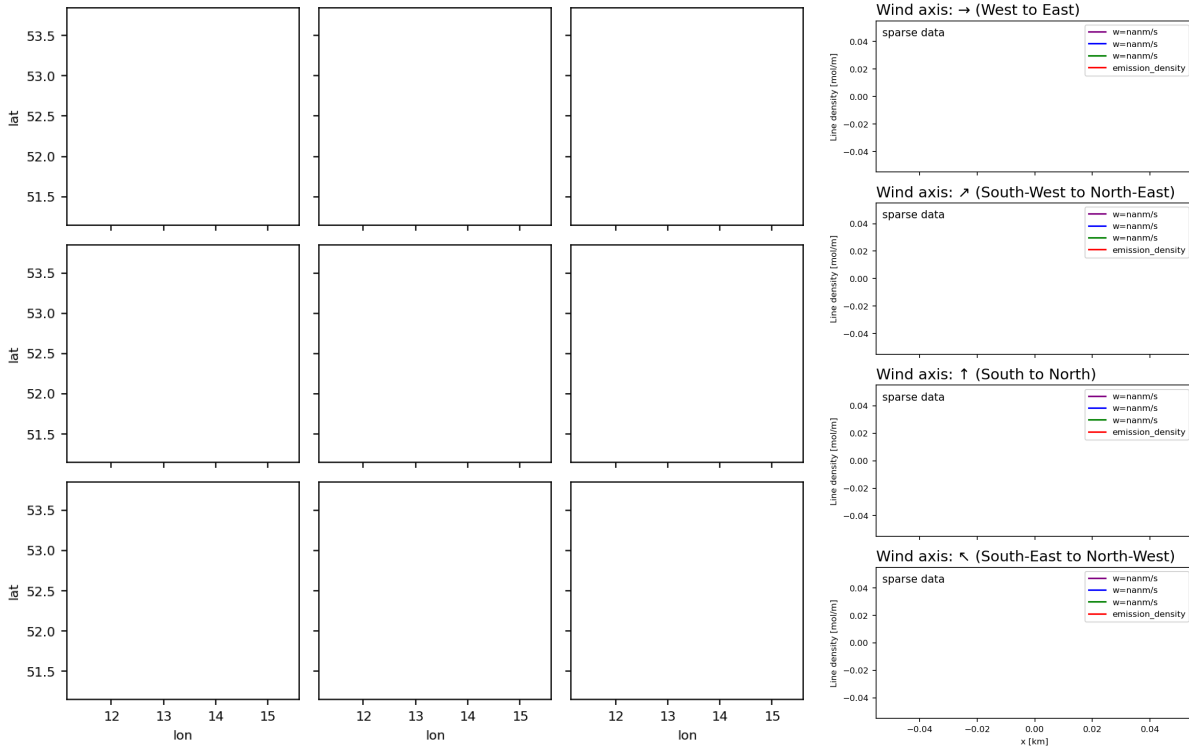 53.5
53.0
52.5
52.0
51.5
lat
53.5
53.0
52.5
52.0
51.5
lat
53.5
53.0
52.5
52.0
51.5
lat
12 13 14 15
lon
12 13 14 15
lon
12 13 14 15
lon
Wind axis: → (West to East)
sparse data
w=nanm/s
w=nanm/s
w=nanm/s
emission_density
0.04
0.02
0.00
−0.02
−0.04
Line density [mol/m]
Wind axis: ↗ (South-West to North-East)
sparse data
w=nanm/s
w=nanm/s
w=nanm/s
emission_density
0.04
0.02
0.00
−0.02
−0.04
Line density [mol/m]
Wind axis: ↑ (South to North)
sparse data
w=nanm/s
w=nanm/s
w=nanm/s
emission_density
0.04
0.02
0.00
−0.02
−0.04
Line density [mol/m]
Wind axis: ↖ (South-East to North-West)
sparse data
w=nanm/s
w=nanm/s
w=nanm/s
emission_density
0.04
0.02
0.00
−0.02
−0.04
Line density [mol/m]
−0.04 −0.02 0.00 0.02 0.04
x [km]